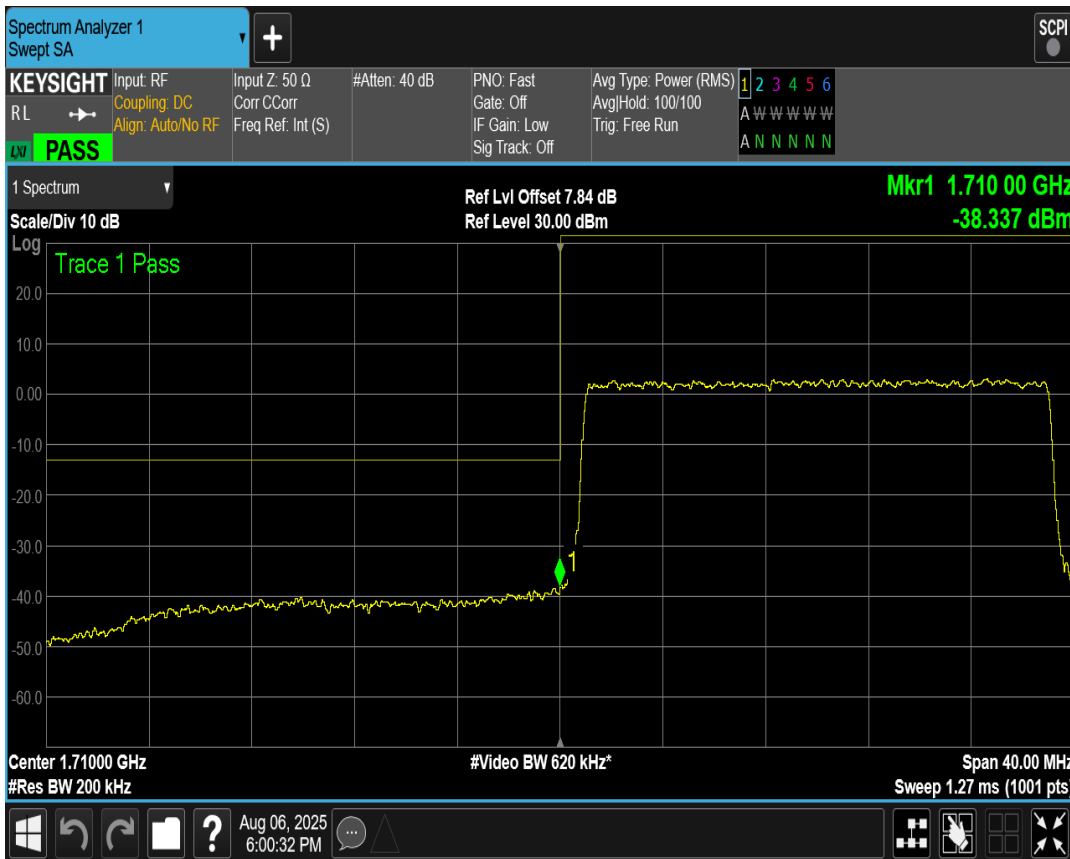 Spectrum Analyzer 1
Swept SA
SCPI
KEYSIGHT
R L
LXI PASS
Input: RF
Coupling: DC
Align: Auto/No RF
Input Z: 50 Ω
Corr CCorr
Freq Ref: Int (S)
#Atten: 40 dB
PNO: Fast
Gate: Off
IF Gain: Low
Sig Track: Off
Avg Type: Power (RMS)
Avg|Hold: 100/100
Trig: Free Run
1 2 3 4 5 6
A W W W W W
A N N N N N
1 Spectrum
Scale/Div 10 dB
Ref Lvl Offset 7.84 dB
Ref Level 30.00 dBm
Mkr1 1.710 00 GHz
-38.337 dBm
Log
Trace 1 Pass
20.0
10.0
0.00
-10.0
-20.0
-30.0
-40.0
-50.0
-60.0
1
Center 1.71000 GHz
#Res BW 200 kHz
#Video BW 620 kHz*
Span 40.00 MHz
Sweep 1.27 ms (1001 pts)
?
Aug 06, 2025
6:00:32 PM